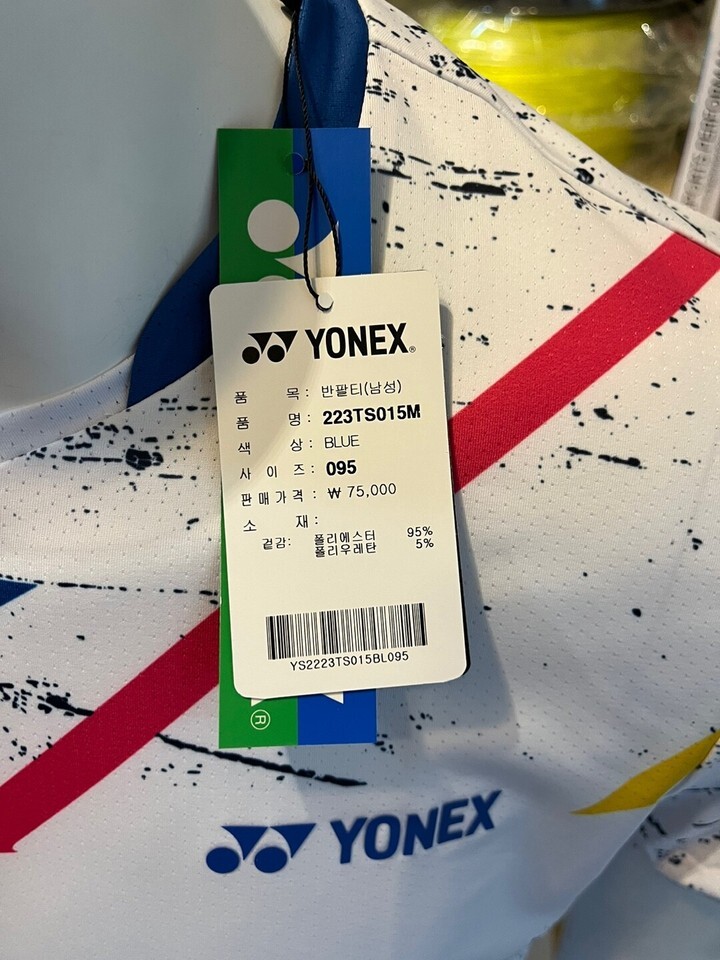 YONEX®
품 목 : 반팔티(남성)
품 명 : 223TS015M
색 상 : BLUE
사 이 즈 : 095
판 매 가 격 : ₩ 75,000
소 재 :
겉감: 폴리에스터 95%
폴리우레탄 5%
YS2223TS015BL095
®
YONEX